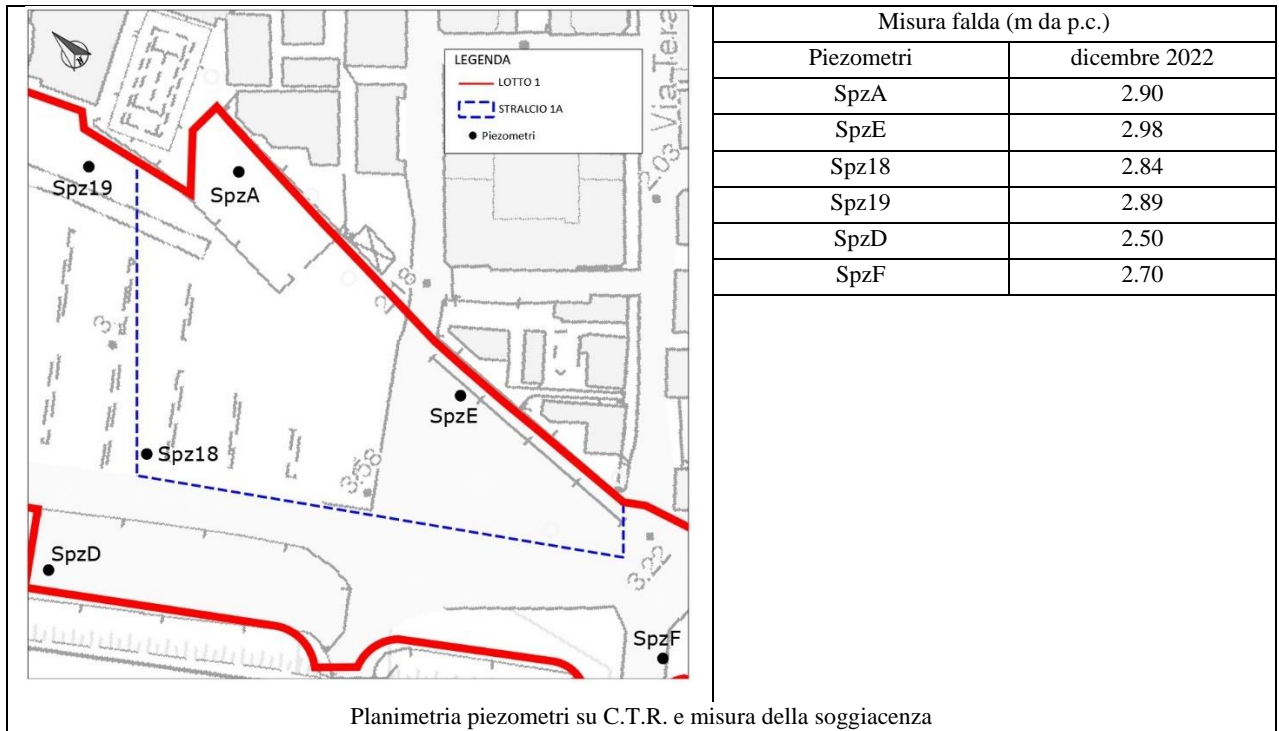 LEGENDA
LOTTO 1
STRALCIO 1A
Piezometri
2.03 Via Tera
Spz19
SpzA
2.18
3
SpzE
Spz18
3.58
SpzD
3.22
SpzF
Misura falda (m da p.c.)
Piezometri dicembre 2022
SpzA 2.90
SpzE 2.98
Spz18 2.84
Spz19 2.89
SpzD 2.50
SpzF 2.70
Planimetria piezometri su C.T.R. e misura della soggiacenza